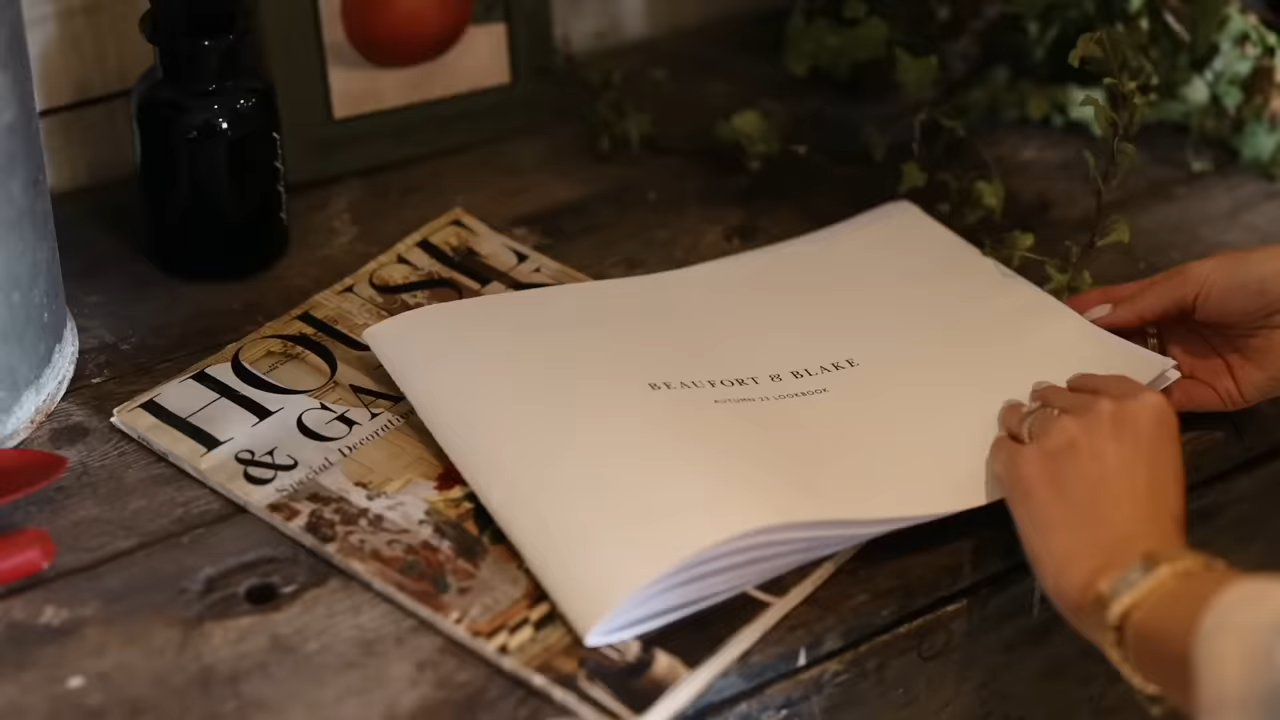 HOUSE
& GA
Special Decorati
BEAUFORT & BLAKE
AUTUMN 23 LOOKBOOK